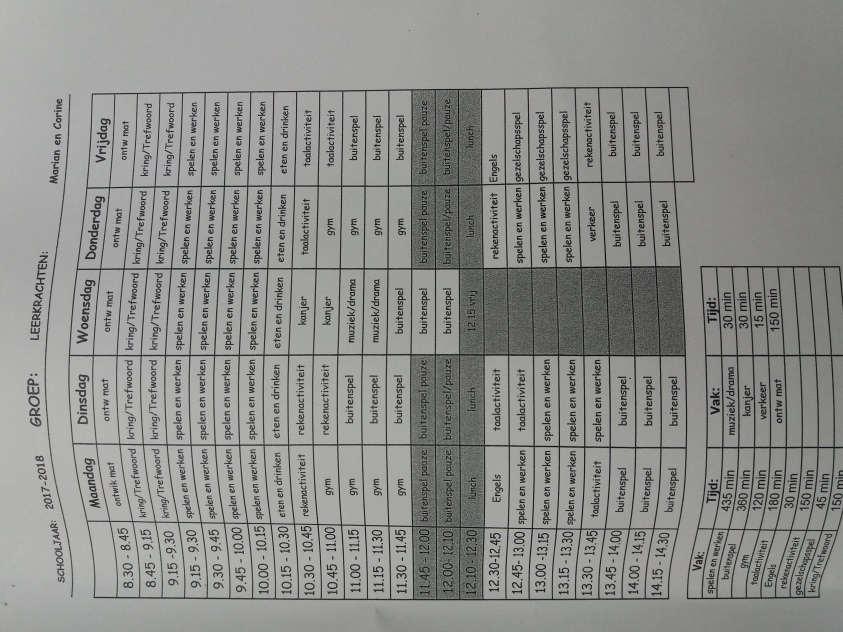 SCHOOLJAAR: 2017-2018 GROEP: LEERKRACHTEN: Marian en Corine
Maandag Dinsdag Woensdag Donderdag Vrijdag
8.30 - 8.45 ontwik mat ontw mat ontw mat ontw mat ontw mat
8.45 - 9.15 kring/Trefwoord kring/Trefwoord kring/Trefwoord kring/Trefwoord kring/Trefwoord
9.15 -9.30 kring/Trefwoord kring/Trefwoord kring/Trefwoord kring/Trefwoord kring/Trefwoord
9.15 - 9.30 spelen en werken spelen en werken spelen en werken spelen en werken spelen en werken
9.30 - 9.45 spelen en werken spelen en werken spelen en werken spelen en werken spelen en werken
9.45 - 10.00 spelen en werken spelen en werken spelen en werken spelen en werken spelen en werken
10.00 - 10.15 spelen en werken spelen en werken spelen en werken spelen en werken spelen en werken
10.15 - 10.30 eten en drinken eten en drinken eten en drinken eten en drinken eten en drinken
10.30 - 10.45 rekenactiviteit rekenactiviteit kanjer taalactiviteit taalactiviteit
10.45 - 11.00 gym rekenactiviteit kanjer gym taalactiviteit
11.00 - 11.15 gym buitenspel muziek/drama gym buitenspel
11.15 - 11.30 gym buitenspel muziek/drama gym buitenspel
11.30 - 11.45 gym buitenspel buitenspel gym buitenspel
11.45 - 12.00 buitenspel pauze buitenspel pauze buitenspel buitenspel pauze buitenspel pauze
12.00 - 12.10 buitenspel pauze buitenspel/pauze buitenspel buitenspel/pauze buitenspel/pauze
12.10 - 12.30 lunch lunch 12.15 vrij lunch lunch
12.30-12.45 Engels taalactiviteit rekenactiviteit Engels
12.45- 13.00 spelen en werken taalactiviteit spelen en werken gezelschapsspel
13.00 -13.15 spelen en werken spelen en werken spelen en werken gezelschapsspel
13.15 - 13.30 spelen en werken spelen en werken spelen en werken gezelschapsspel
13.30 - 13.45 taalactiviteit spelen en werken verkeer rekenactiviteit
13.45 - 14.00 buitenspel buitenspel buitenspel buitenspel
14.00 - 14.15 buitenspel buitenspel buitenspel buitenspel
14.15 - 14.30 buitenspel buitenspel buitenspel buitenspel
Vak: Tijd: Vak: Tijd:
spelen en werken 435 min muziek/drama 30 min
buitenspel 360 min kanjer 30 min
gym 120 min verkeer 15 min
taalactiviteit 180 min ontw mat 150 min
Engels 30 min
rekenactiviteit 150 min
gezelschapsspel 45 min
kring/Trefwoord 150 min